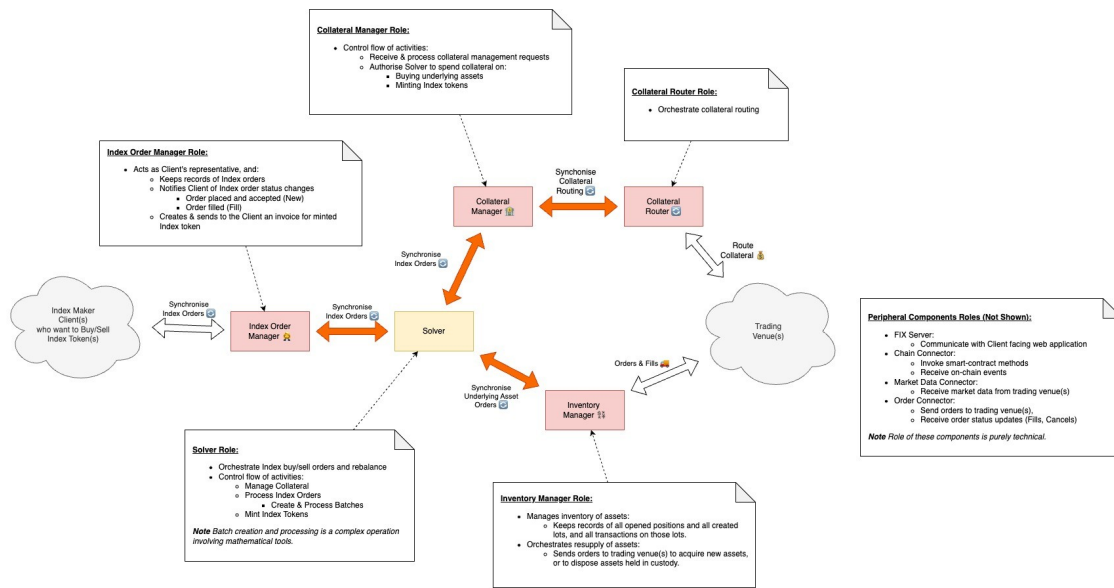 Collateral Manager Role:
• Control flow of activities:
○ Receive & process collateral management requests
○ Authorise Solver to spend collateral on:
▪ Buying underlying assets
▪ Minting Index tokens
Collateral Router Role:
• Orchestrate collateral routing
Index Order Manager Role:
• Acts as Client's representative, and:
○ Keeps records of Index orders
○ Notifies Client of Index order status changes
▪ Order placed and accepted (New)
▪ Order filled (Fill)
○ Creates & sends to the Client an invoice for minted
Index token
Collateral
Manager 🏦
Synchonise
Collateral
Routing 🔄
Collateral
Router 🔄
Synchronise
Index Orders 🔄
Route
Collateral 💰
Index Maker
Client(s)
who want to Buy/Sell
Index Token(s)
Synchronise
Index Orders 🔄
Index Order
Manager
Synchronise
Index Orders 🔄
Solver
Trading
Venue(s)
Synchronise
Underlying Asset
Orders 🔄
Orders & Fills 🚚
Inventory
Manager
Peripheral Components Roles (Not Shown):
• FIX Server:
○ Communicate with Client facing web application
• Chain Connector:
○ Invoke smart-contract methods
○ Receive on-chain events
• Market Data Connector:
○ Receive market data from trading venue(s)
• Order Connector:
○ Send orders to trading venue(s),
○ Receive order status updates (Fills, Cancels)
Note Role of these components is purely technical.
Solver Role:
• Orchestrate Index buy/sell orders and rebalance
• Control flow of activities:
○ Manage Collateral
○ Process Index Orders
▪ Create & Process Batches
○ Mint Index Tokens
Note Batch creation and processing is a complex operation
involving mathematical tools.
Inventory Manager Role:
• Manages inventory of assets:
○ Keeps records of all opened positions and all created
lots, and all transactions on those lots.
• Orchestrates resupply of assets:
○ Sends orders to trading venue(s) to acquire new assets,
or to dispose assets held in custody.